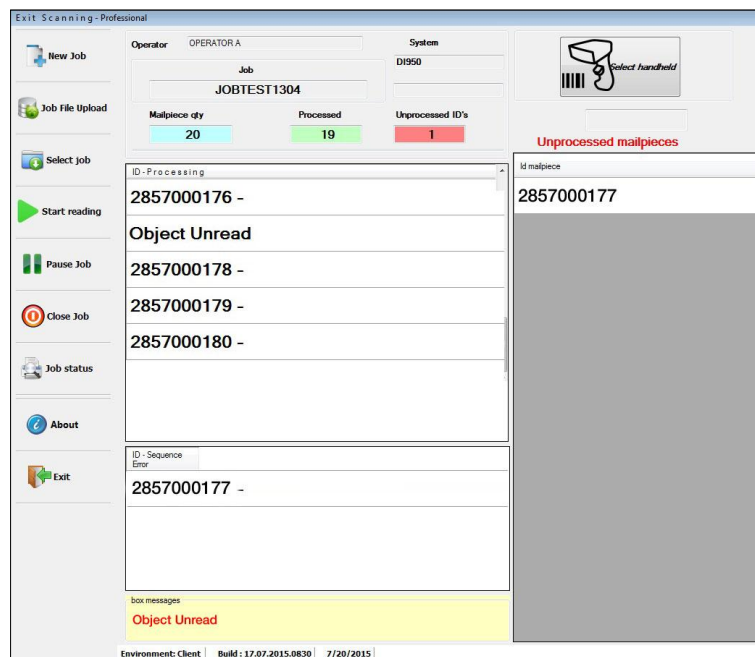 Exit Scanning - Professional
New Job
Job File Upload
Select job
Start reading
Pause Job
Close Job
Job status
About
Exit
Operator OPERATOR A
System
DI950
Job
JOBTEST1304
Mailpiece qty Processed Unprocessed ID's
20 19 1
Select handheld
Unprocessed mailpieces
ID - Processing
2857000176 -
Object Unread
2857000178 -
2857000179 -
2857000180 -
Id mailpiece
2857000177
ID - Sequence
Error
2857000177 -
box messages
Object Unread
Environment: Client Build : 17.07.2015.0830 7/20/2015